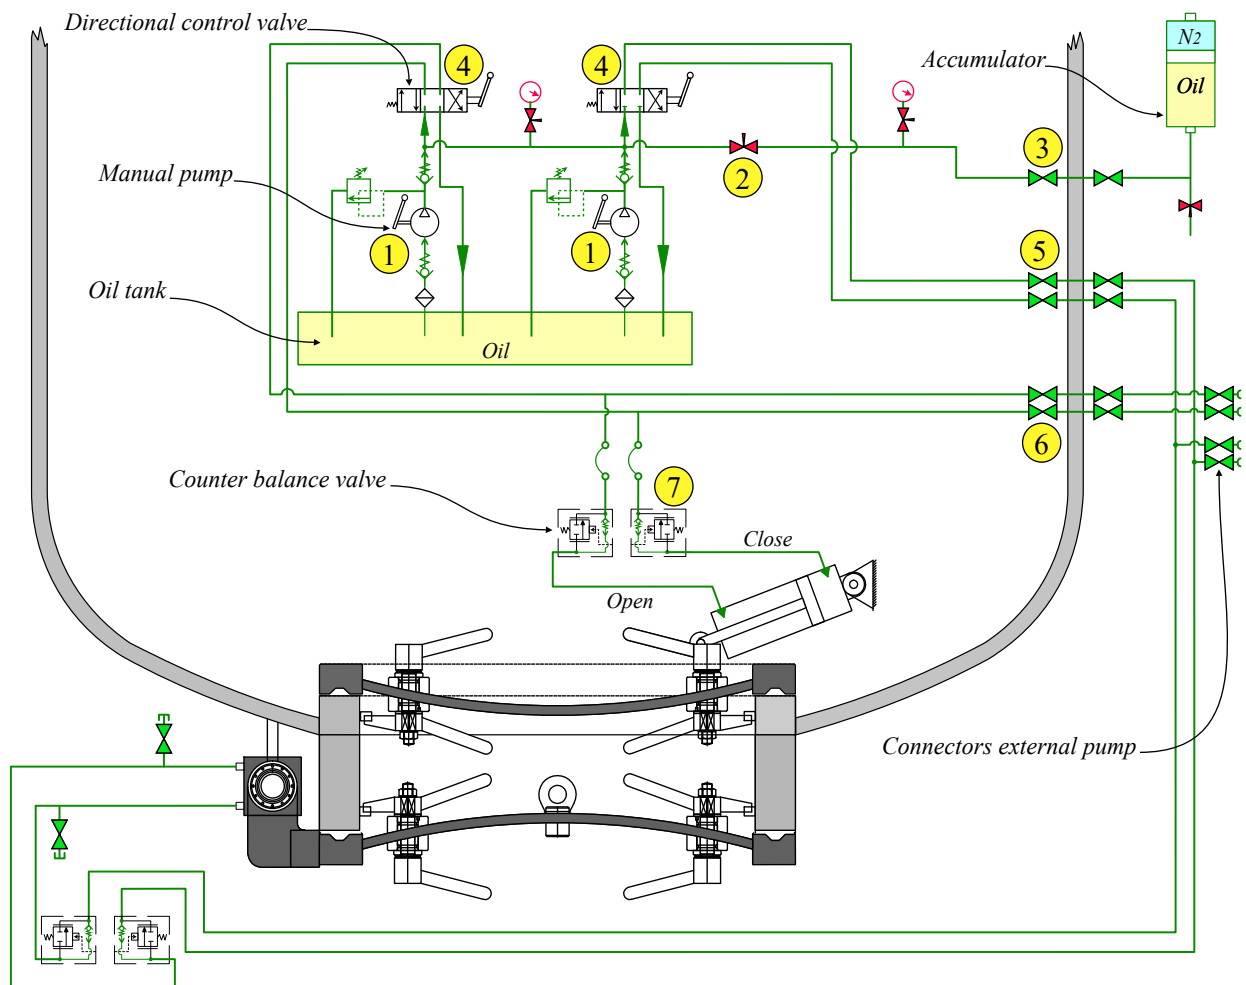 Directional control valve
4
4
N2
Accumulator
Oil
3
2
Manual pump
1
1
5
Oil tank
Oil
6
Counter balance valve
7
Close
Open
Connectors external pump